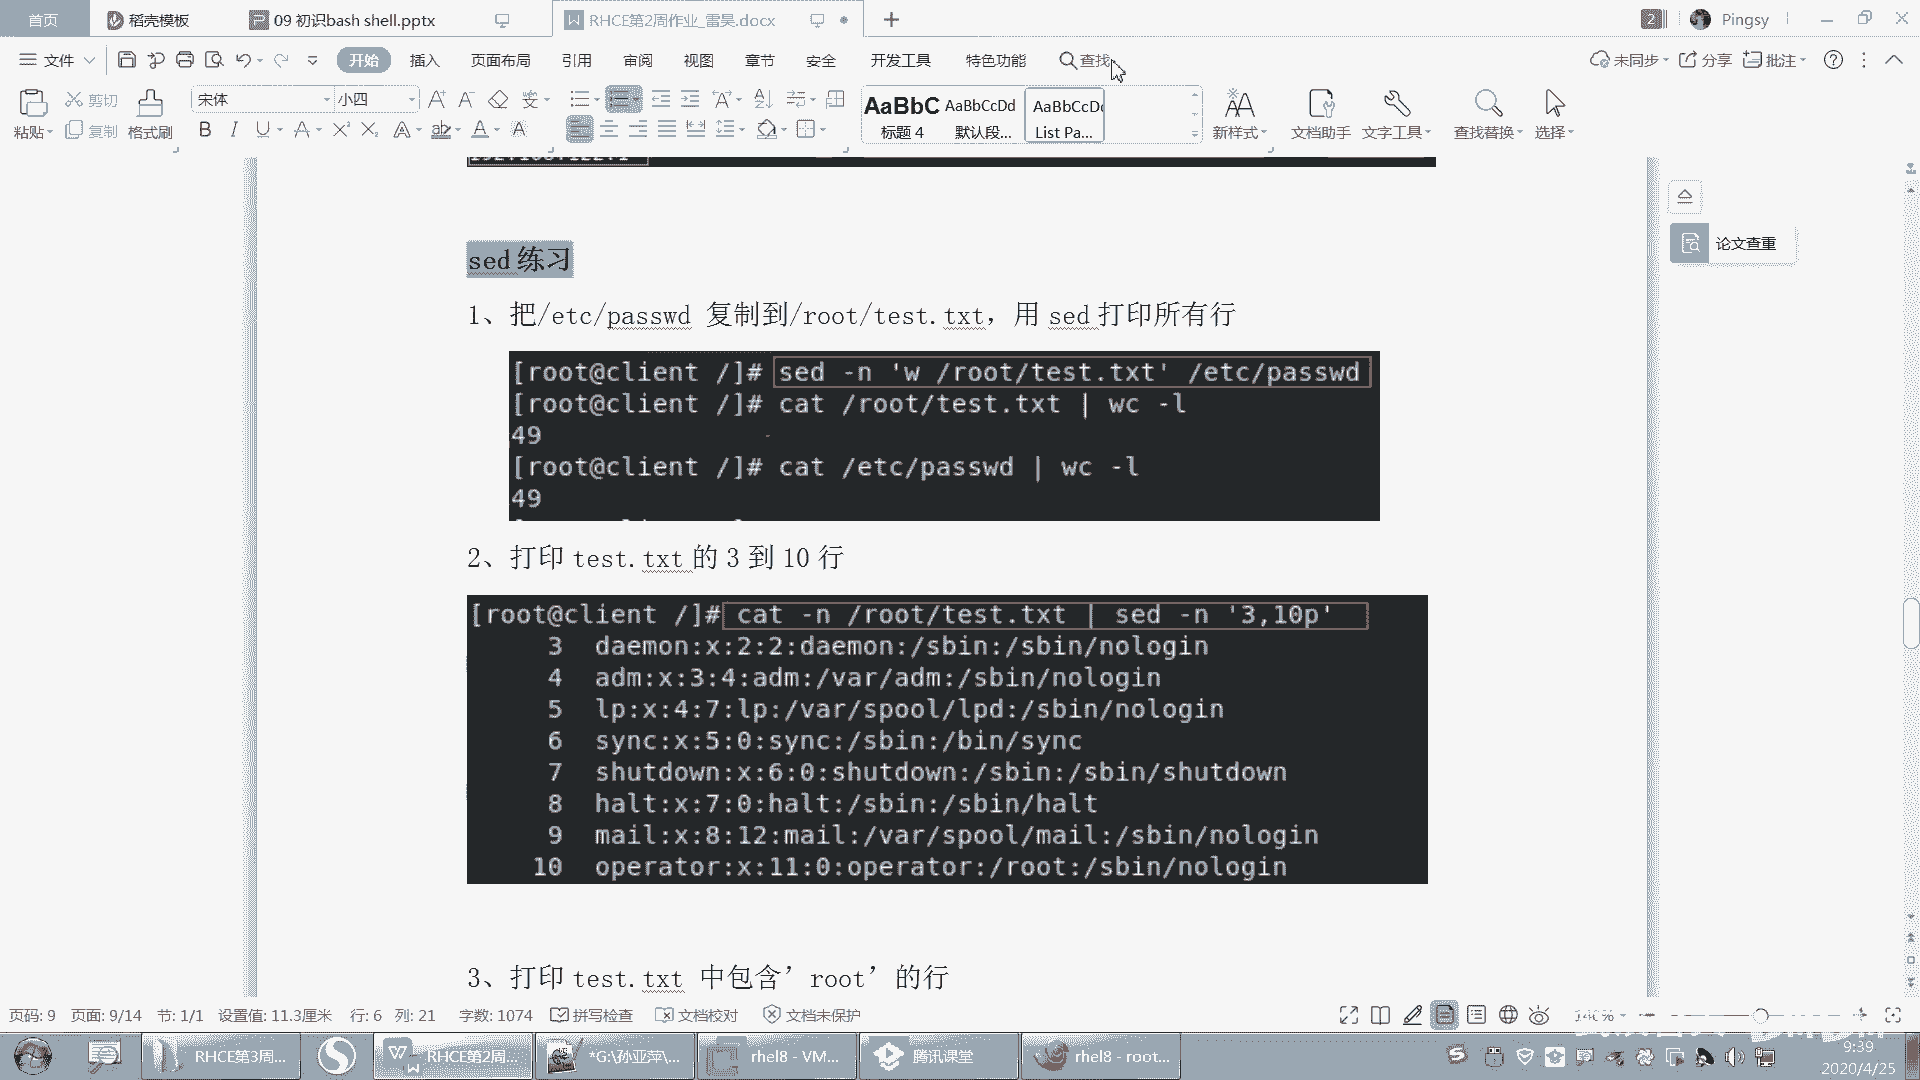 首页
稻壳模板
09 初识bash shell.pptx
RHCE第2周作业_雷昊.docx
2
Pingsy
文件
开始
插入
页面布局
引用
审阅
视图
章节
安全
开发工具
特色功能
查找
未同步
分享
批注
粘贴
剪切
复制
格式刷
宋体
小四
AaBbC
AaBbCcDd
AaBbCcD
标题 4
默认段...
List Pa...
新样式
文档助手
文字工具
查找替换
选择
论文查重
sed 练习
1、把/etc/passwd 复制到/root/test.txt，用 sed 打印所有行
[root@client /]# sed -n 'w /root/test.txt' /etc/passwd
[root@client /]# cat /root/test.txt | wc -l
49
[root@client /]# cat /etc/passwd | wc -l
49
2、打印 test.txt 的 3 到 10 行
[root@client /]# cat -n /root/test.txt | sed -n '3,10p'
3 daemon:x:2:2:daemon:/sbin:/sbin/nologin
4 adm:x:3:4:adm:/var/adm:/sbin/nologin
5 lp:x:4:7:lp:/var/spool/lpd:/sbin/nologin
6 sync:x:5:0:sync:/sbin:/bin/sync
7 shutdown:x:6:0:shutdown:/sbin:/sbin/shutdown
8 halt:x:7:0:halt:/sbin:/sbin/halt
9 mail:x:8:12:mail:/var/spool/mail:/sbin/nologin
10 operator:x:11:0:operator:/root:/sbin/nologin
3、打印 test.txt 中包含’root’的行
页码: 9 页面: 9/14 节: 1/1 设置值: 11.3厘米 行: 6 列: 21 字数: 1074 拼写检查 文档校对 文档未保护
RHCE第3周...
RHCE第2周...
*G:\孙亚萍\...
rhel8 - VM...
腾讯课堂
rhel8 - root...
9:39
2020/4/25